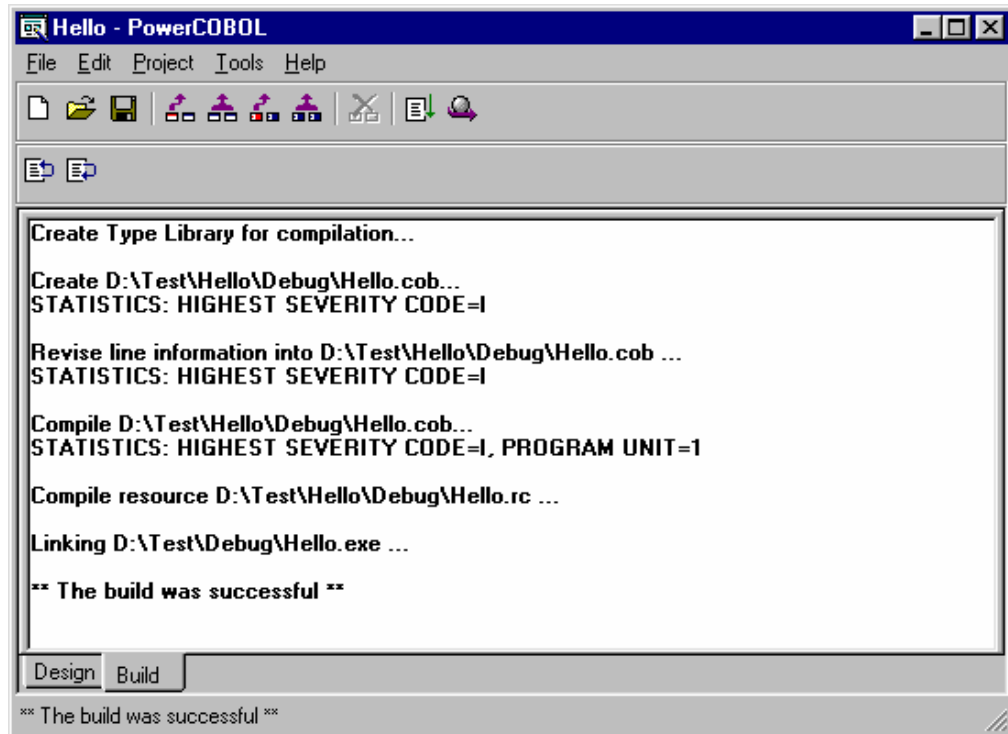 Hello - PowerCOBOL
File Edit Project Tools Help
Create Type Library for compilation...
Create D:\Test\Hello\Debug\Hello.cob...
STATISTICS: HIGHEST SEVERITY CODE=I
Revise line information into D:\Test\Hello\Debug\Hello.cob ...
STATISTICS: HIGHEST SEVERITY CODE=I
Compile D:\Test\Hello\Debug\Hello.cob...
STATISTICS: HIGHEST SEVERITY CODE=I, PROGRAM UNIT=1
Compile resource D:\Test\Hello\Debug\Hello.rc ...
Linking D:\Test\Debug\Hello.exe ...
** The build was successful **
Design Build
** The build was successful **